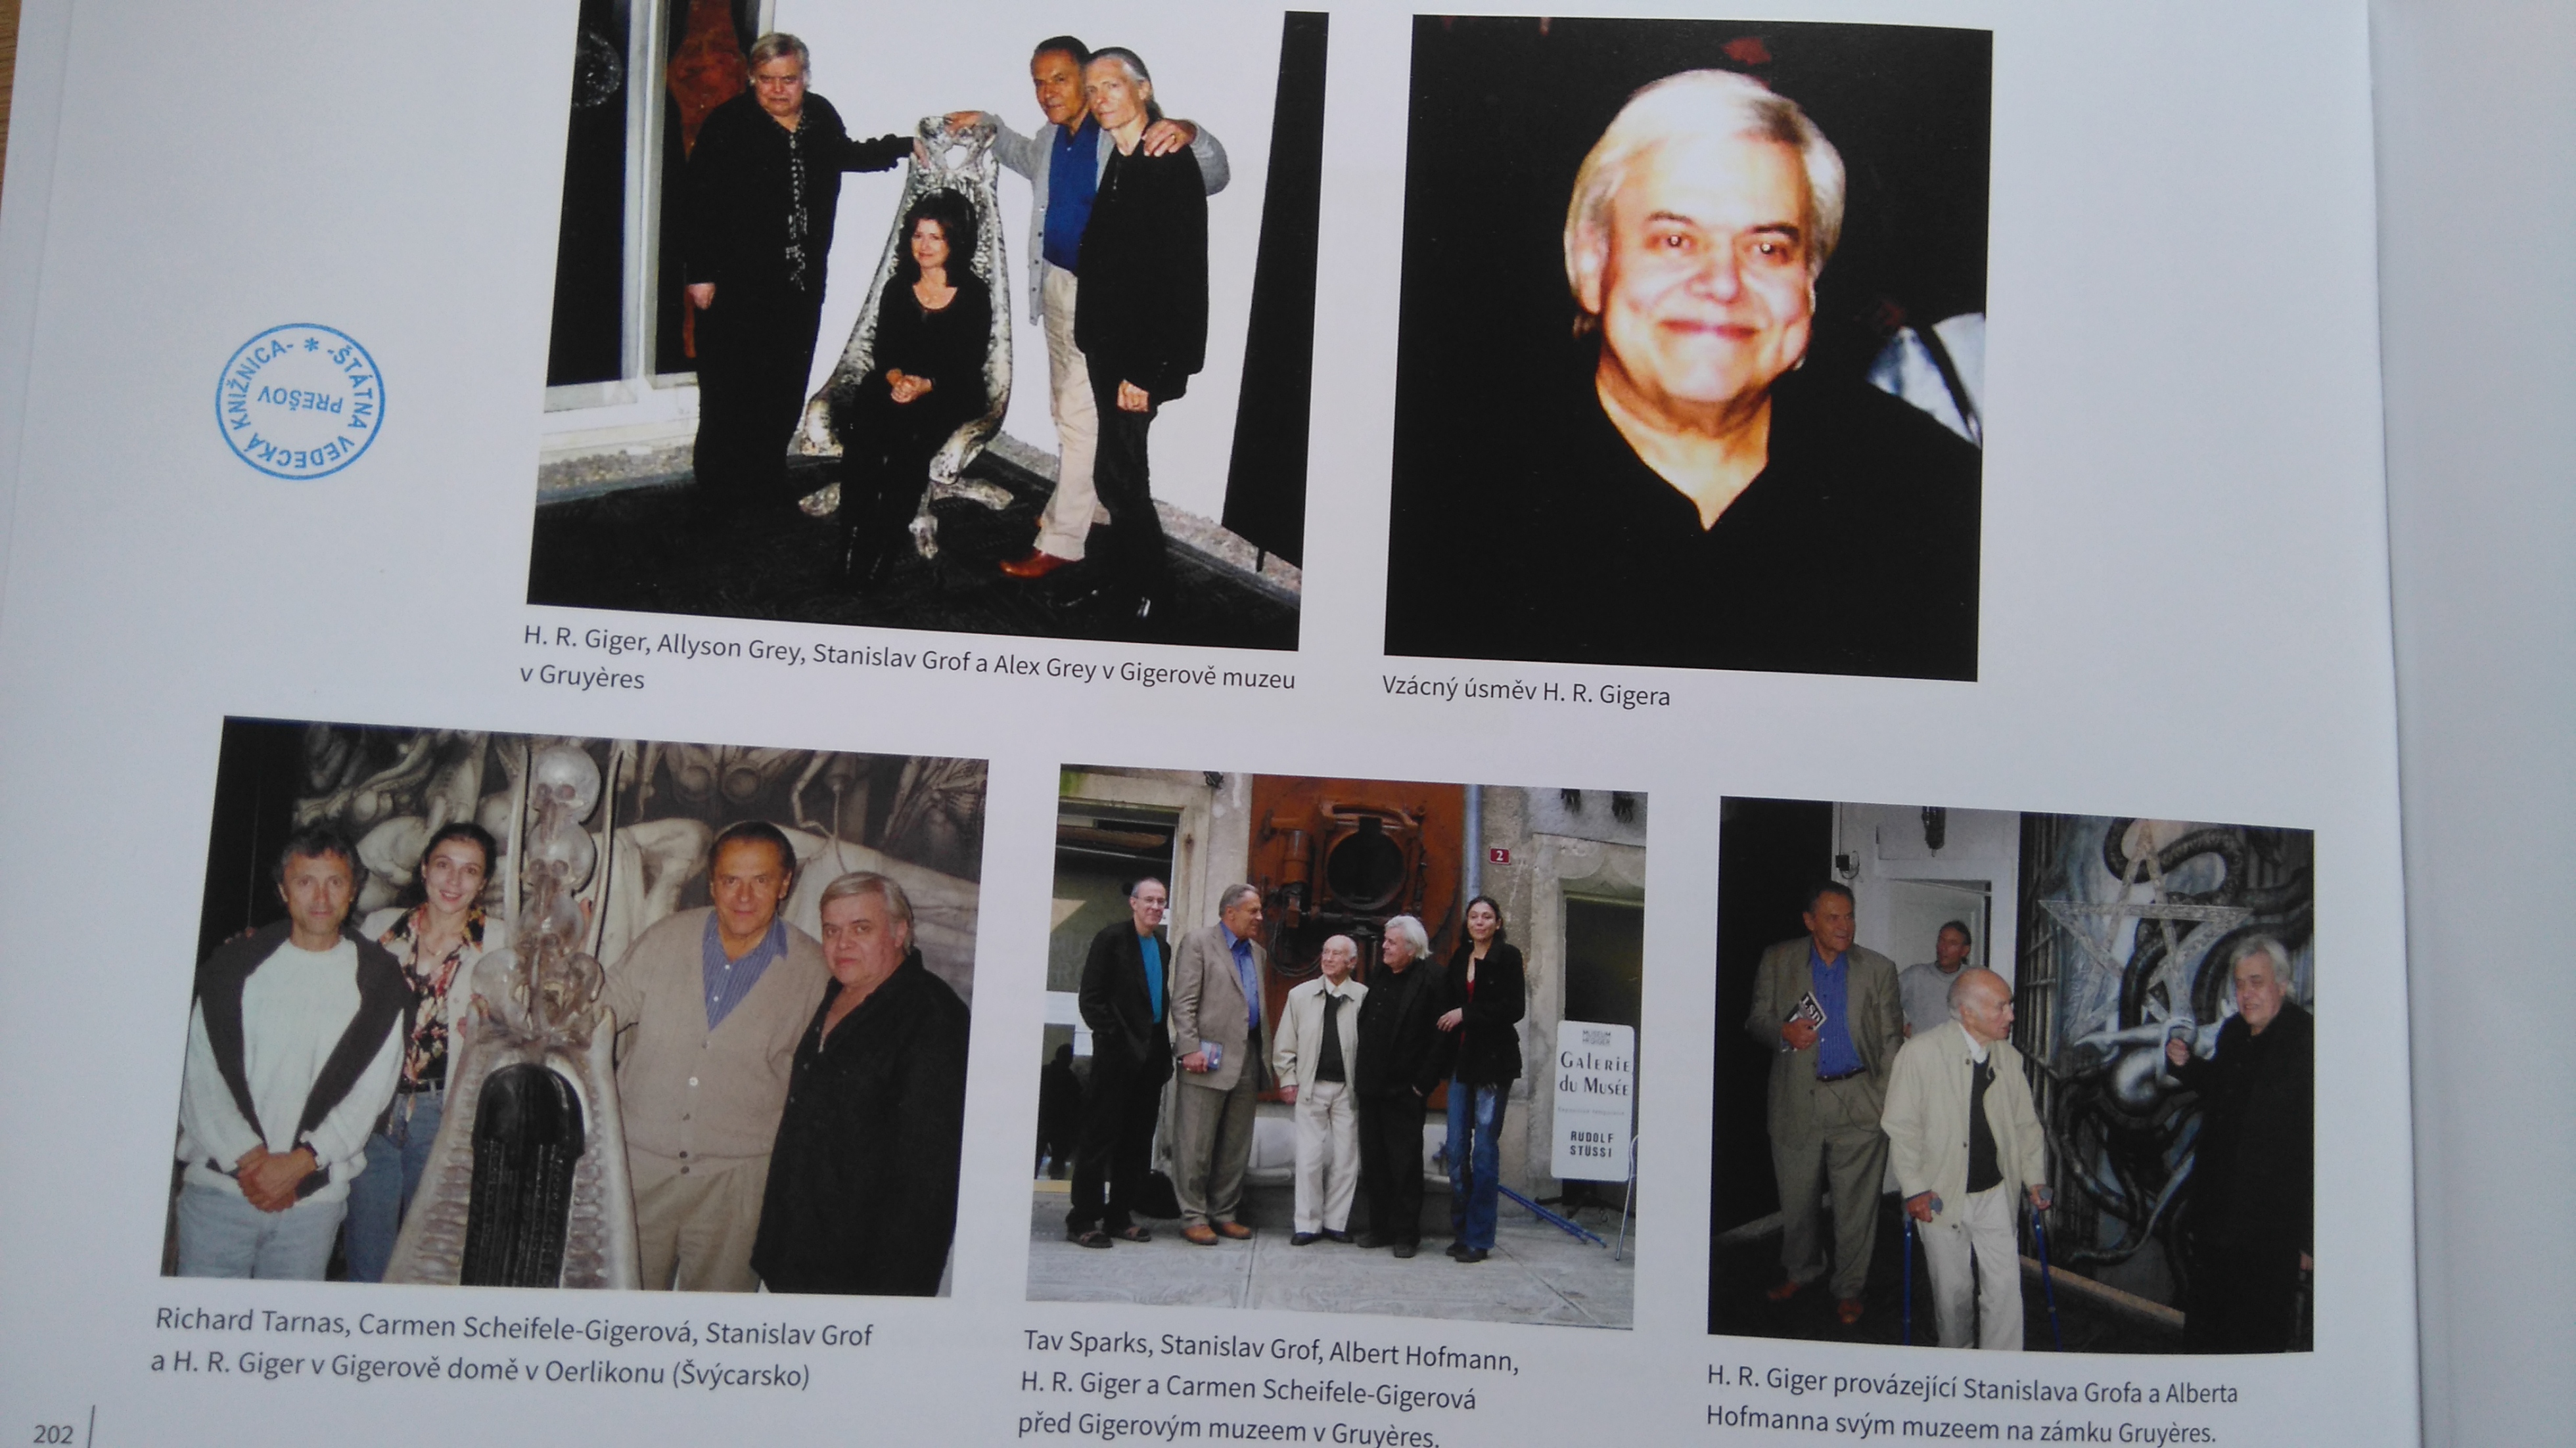 -ŠTÁTNA VEDECKÁ KNIŽNICA- *
PREŠOV
H. R. Giger, Allyson Grey, Stanislav Grof a Alex Grey v Gigerově muzeu
v Gruyères
Vzácný úsměv H. R. Gigera
2
GALERIE
du MUSÉE
RUDOLF
STÜSSI
LSD
Richard Tarnas, Carmen Scheifele-Gigerová, Stanislav Grof
a H. R. Giger v Gigerově domě v Oerlikonu (Švýcarsko)
Tav Sparks, Stanislav Grof, Albert Hofmann,
H. R. Giger a Carmen Scheifele-Gigerová
před Gigerovým muzeem v Gruyères.
H. R. Giger provázející Stanislava Grofa a Alberta
Hofmanna svým muzeem na zámku Gruyères.
202